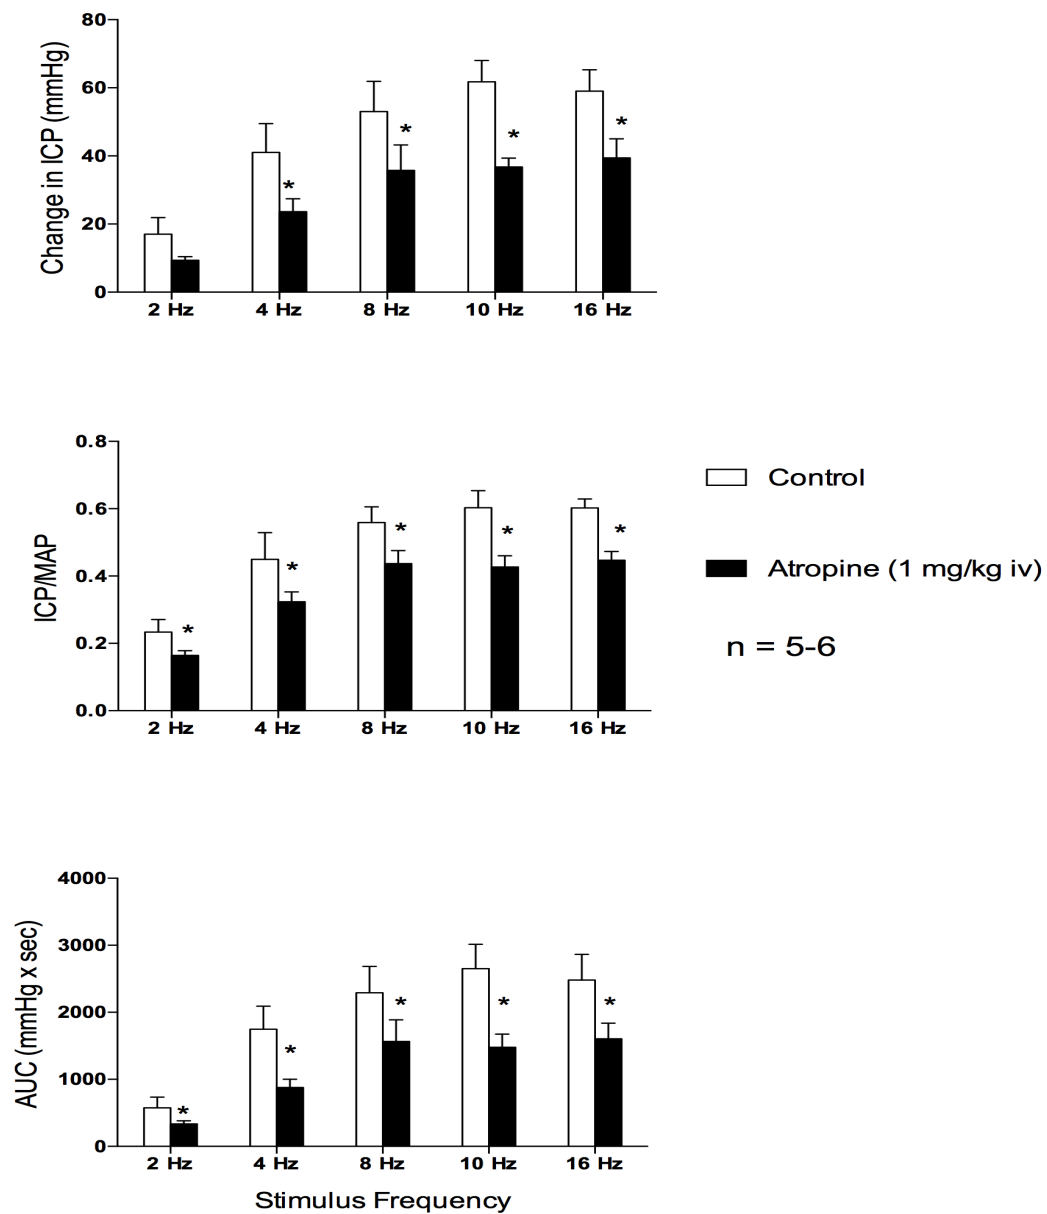 80
60
40
20
0
Change in ICP (mmHg)
* * * *
2 Hz 4 Hz 8 Hz 10 Hz 16 Hz
0.8
0.6
0.4
0.2
0.0
ICP/MAP
* * * * *
2 Hz 4 Hz 8 Hz 10 Hz 16 Hz
Control
Atropine (1 mg/kg iv)
n = 5-6
4000
3000
2000
1000
0
AUC (mmHg x sec)
* * * * *
2 Hz 4 Hz 8 Hz 10 Hz 16 Hz
Stimulus Frequency